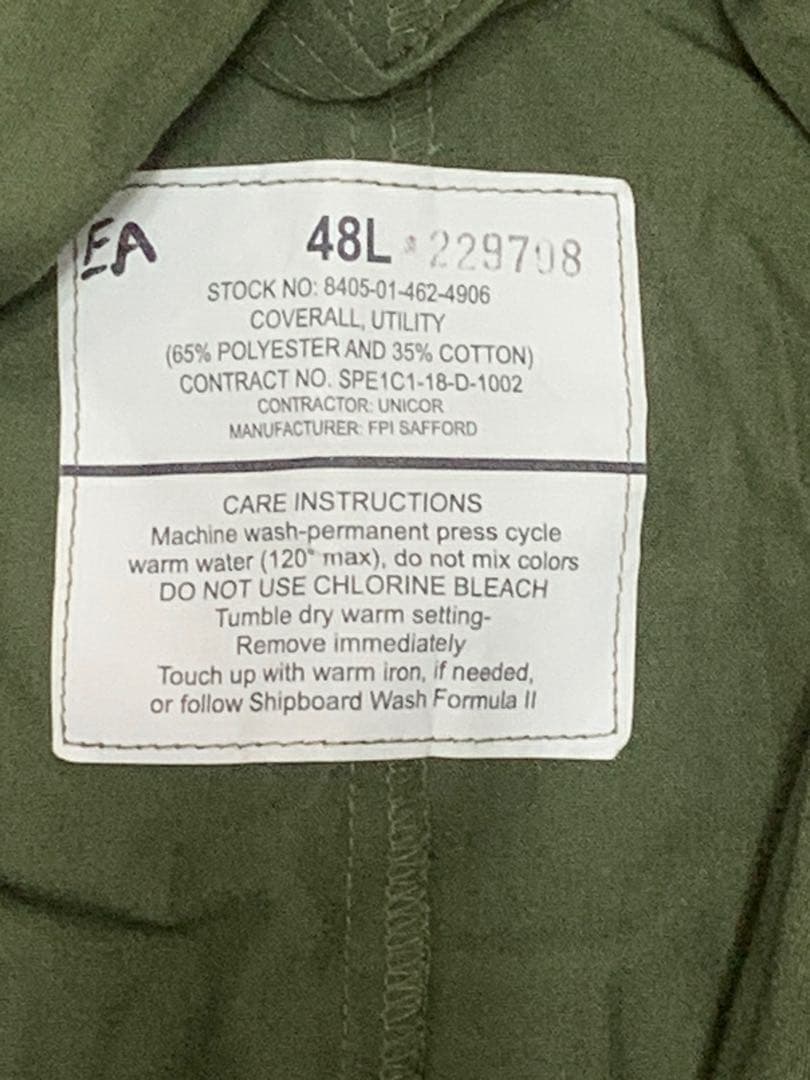 EA 48L 229708
STOCK NO: 8405-01-462-4906
COVERALL, UTILITY
(65% POLYESTER AND 35% COTTON)
CONTRACT NO. SPE1C1-18-D-1002
CONTRACTOR: UNICOR
MANUFACTURER: FPI SAFFORD
CARE INSTRUCTIONS
Machine wash-permanent press cycle
warm water (120° max), do not mix colors
DO NOT USE CHLORINE BLEACH
Tumble dry warm setting-
Remove immediately
Touch up with warm iron, if needed,
or follow Shipboard Wash Formula II